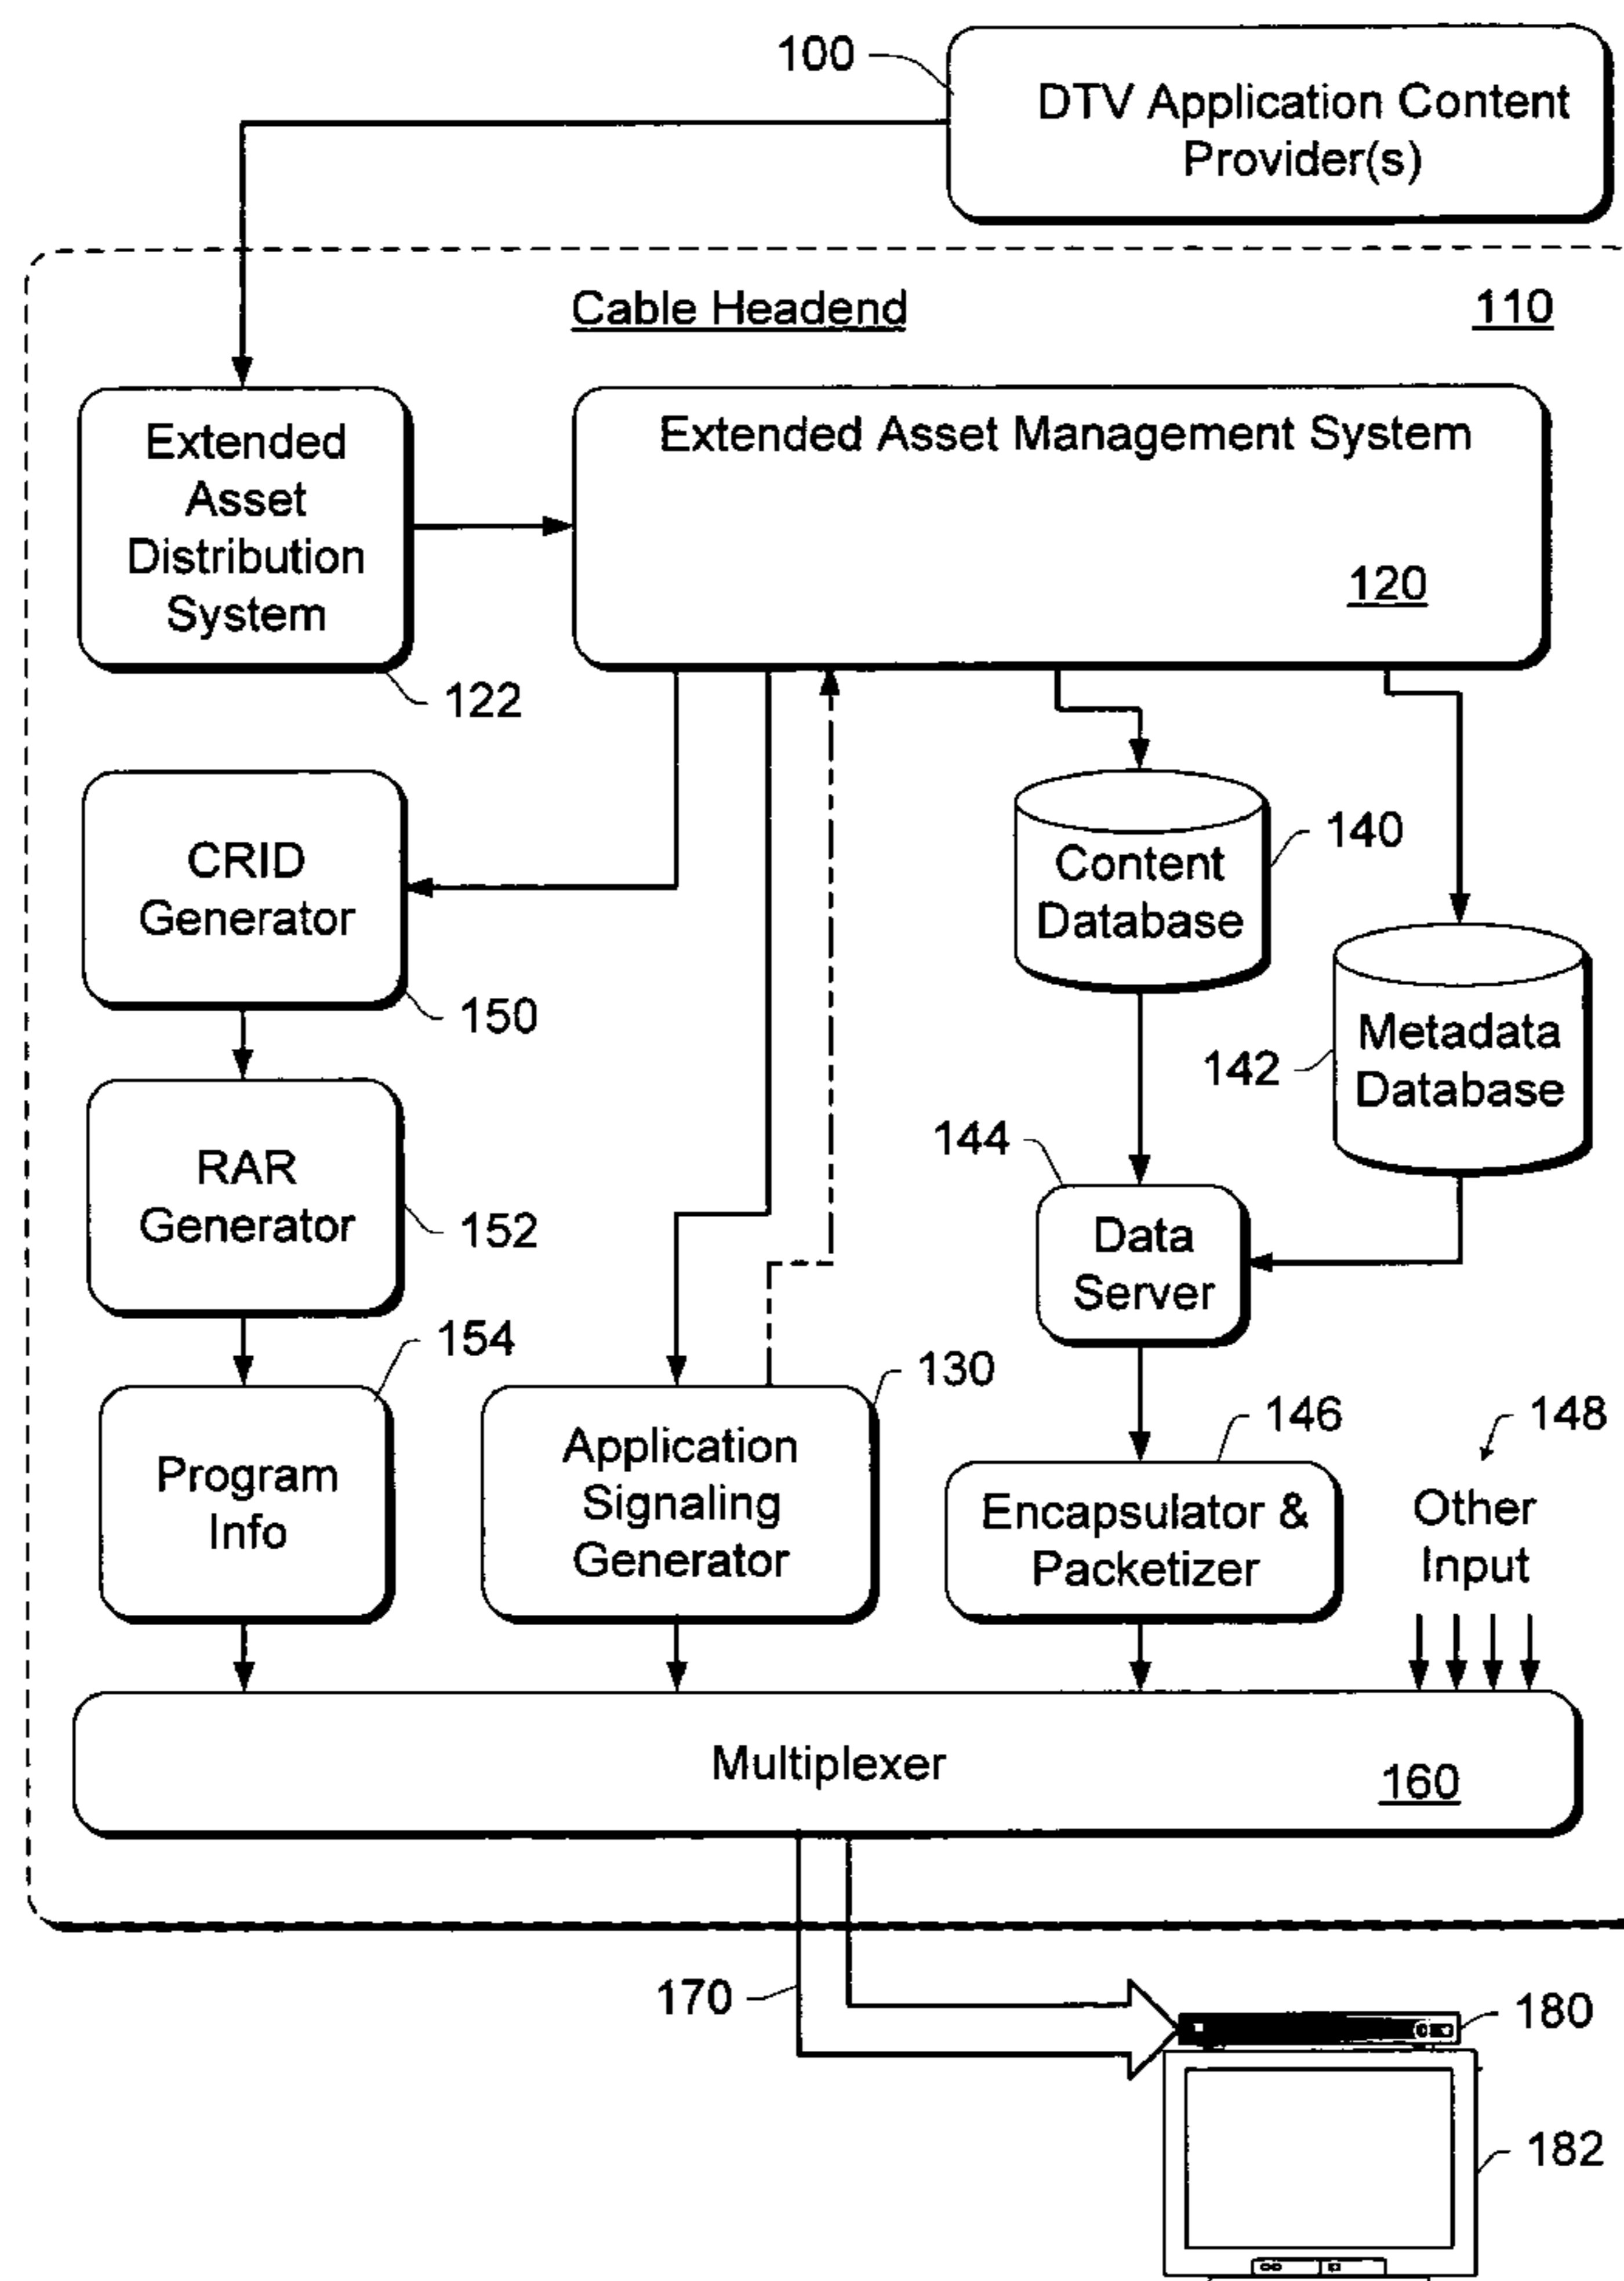 100
DTV Application Content
Provider(s)
Cable Headend
110
Extended
Asset
Distribution
System
122
Extended Asset Management System
120
CRID
Generator
150
Content
Database
140
Metadata
Database
142
RAR
Generator
152
144
Data
Server
154
Program
Info
130
Application
Signaling
Generator
146
Encapsulator &
Packetizer
148
Other
Input
Multiplexer
160
170
180
182